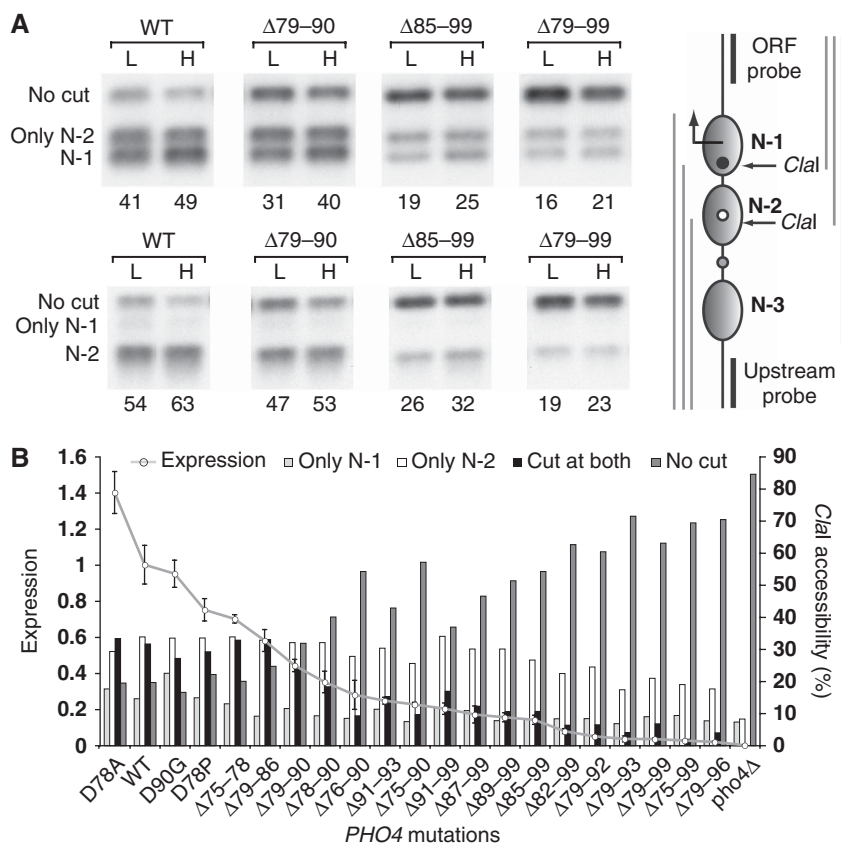 A
WT Δ79–90 Δ85–99 Δ79–99
L H L H L H L H
No cut
Only N-2
N-1
41 49 31 40 19 25 16 21
WT Δ79–90 Δ85–99 Δ79–99
L H L H L H L H
No cut
Only N-1
N-2
54 63 47 53 26 32 19 23
ORF
probe
N-1
ClaI
N-2
ClaI
N-3
Upstream
probe
B
Expression Only N-1 Only N-2 Cut at both No cut
Expression
1.6
1.4
1.2
1
0.8
0.6
0.4
0.2
0
90
80
70
60
50
40
30
20
10
0
ClaI accessibility (%)
D78A
WT
D90G
D78P
Δ75–78
Δ79–86
Δ79–90
Δ78–90
Δ76–90
Δ91–93
Δ75–90
Δ91–99
Δ87–99
Δ89–99
Δ85–99
Δ82–99
Δ79–92
Δ79–93
Δ79–99
Δ75–99
Δ79–96
pho4Δ
PHO4 mutations